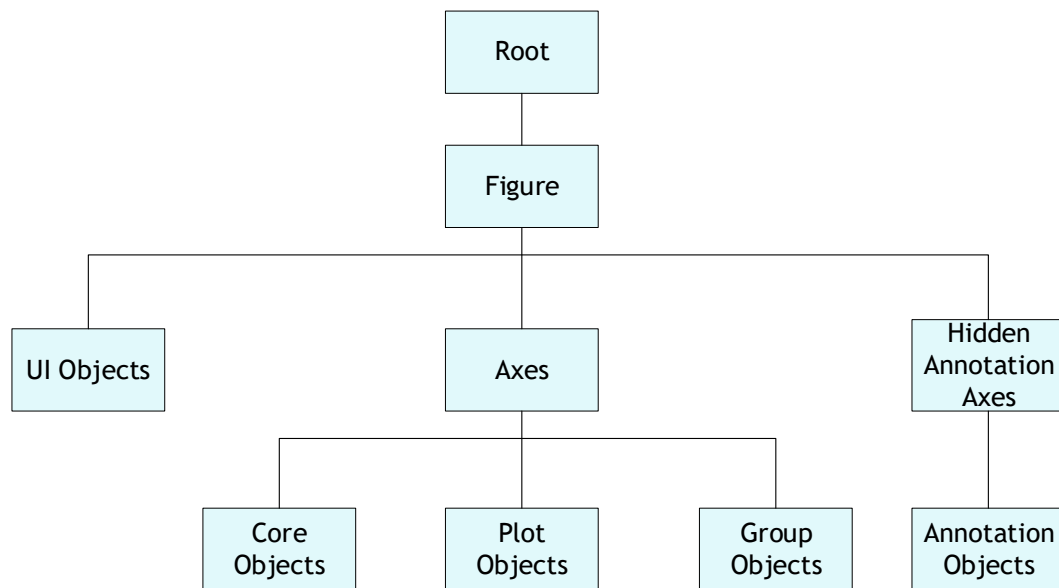 Root
Figure
UI Objects
Axes
Hidden
Annotation
Axes
Core
Objects
Plot
Objects
Group
Objects
Annotation
Objects